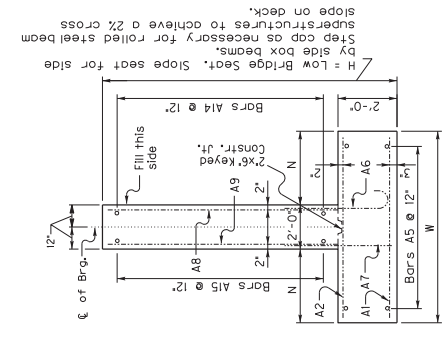 H = Low Bridge Seat. Slope seat for side
by side box beams.
Step cap as necessary for rolled steel beam
superstructures to achieve a 2% cross
slope on deck.
12"
℄ of Brg.
Fill this
side
Bars A14 @ 12"
Bars A15 @ 12"
A8
A9
2"
2'-0"
2"
N
N
2"x6" Keyed
Constr. Jt.
2'-0"
2"
3"
A6
A7
A2
A1
Bars A5 @ 12"
W